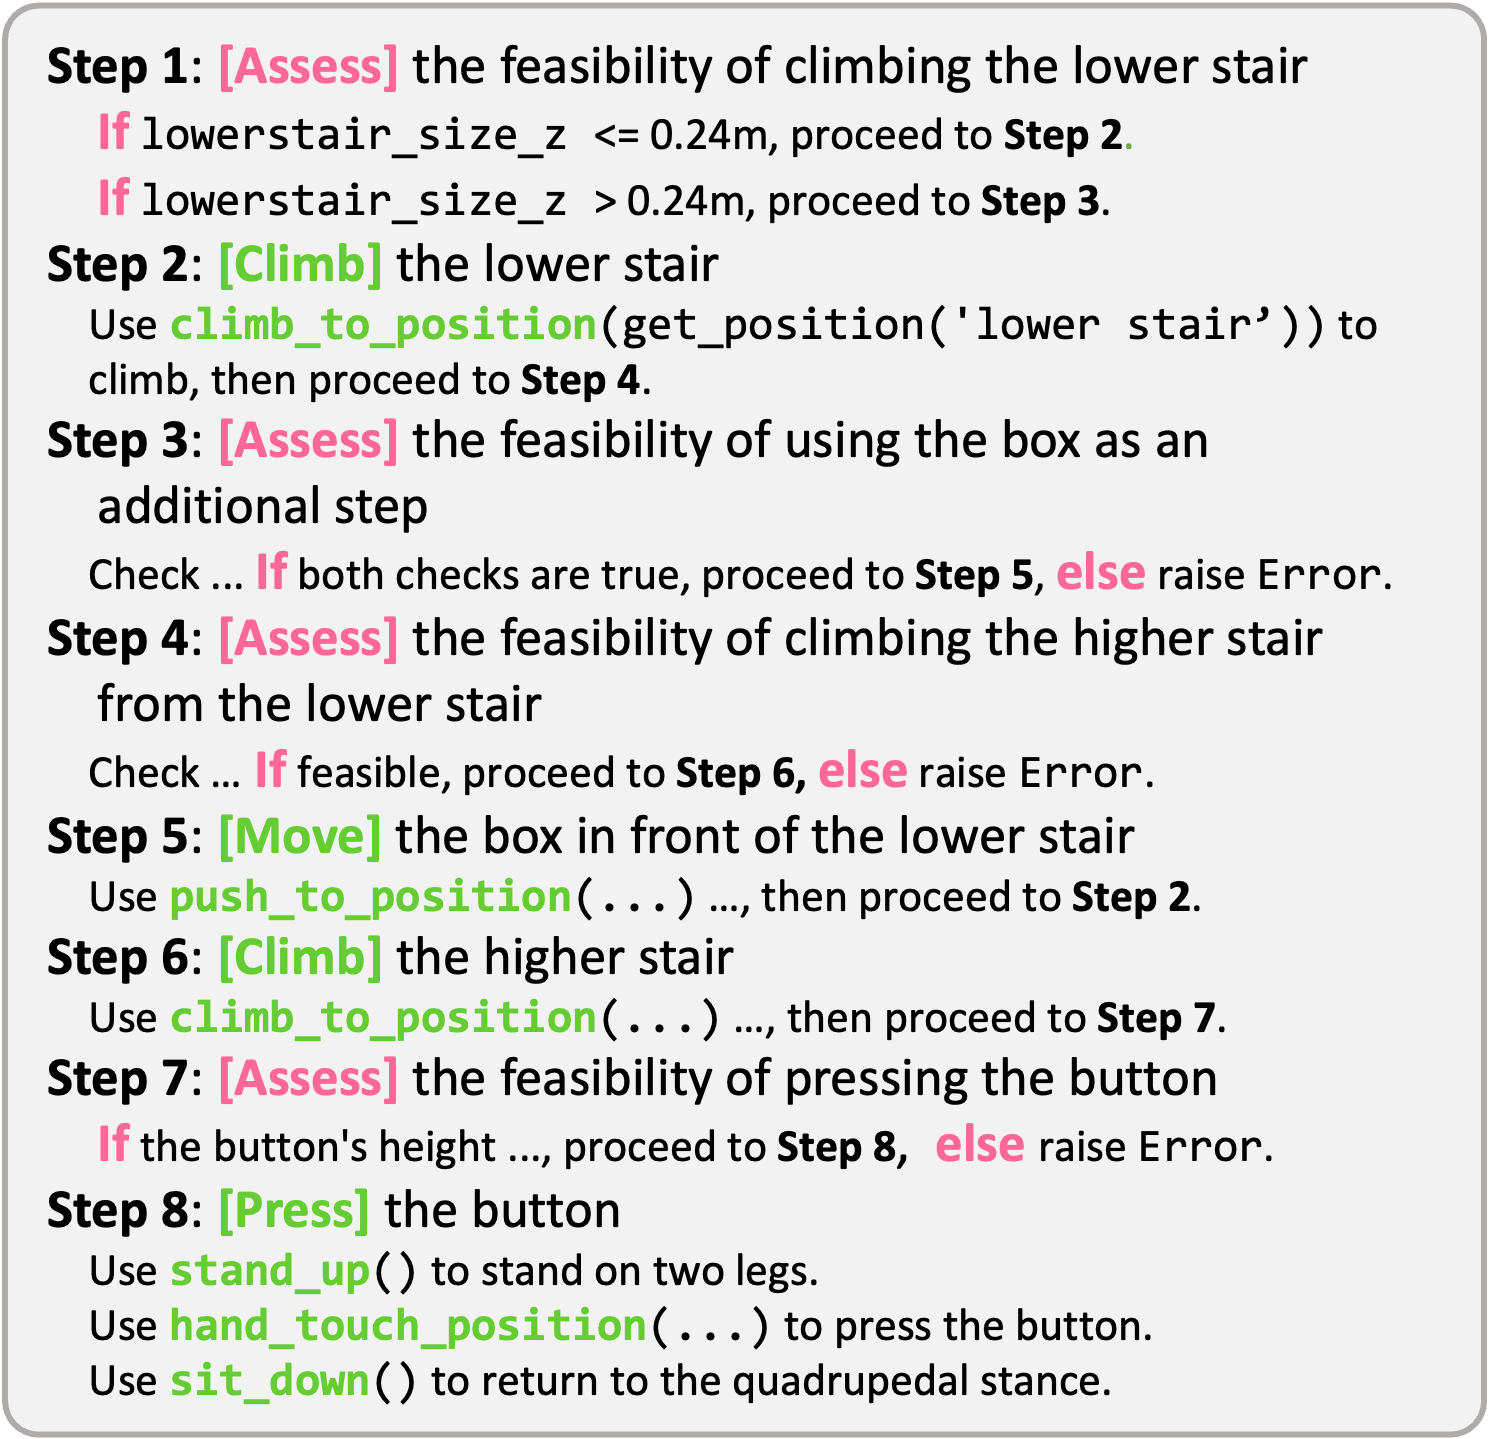 Step 1: [Assess] the feasibility of climbing the lower stair
If lowerstair_size_z <= 0.24m, proceed to Step 2.
If lowerstair_size_z > 0.24m, proceed to Step 3.
Step 2: [Climb] the lower stair
Use climb_to_position(get_position('lower stair’)) to
climb, then proceed to Step 4.
Step 3: [Assess] the feasibility of using the box as an
additional step
Check ... If both checks are true, proceed to Step 5, else raise Error.
Step 4: [Assess] the feasibility of climbing the higher stair
from the lower stair
Check ... If feasible, proceed to Step 6, else raise Error.
Step 5: [Move] the box in front of the lower stair
Use push_to_position(...) ..., then proceed to Step 2.
Step 6: [Climb] the higher stair
Use climb_to_position(...) ..., then proceed to Step 7.
Step 7: [Assess] the feasibility of pressing the button
If the button's height ..., proceed to Step 8, else raise Error.
Step 8: [Press] the button
Use stand_up() to stand on two legs.
Use hand_touch_position(...) to press the button.
Use sit_down() to return to the quadrupedal stance.